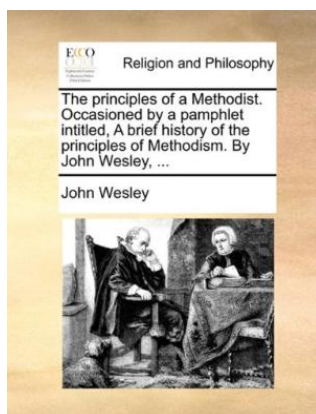 ECCO
Religion and Philosophy
The principles of a Methodist.
Occasioned by a pamphlet
intitled, A brief history of the
principles of Methodism. By
John Wesley, ...
John Wesley